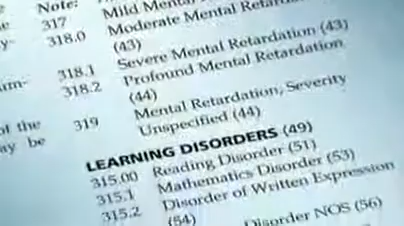 Note:
317 Mild Mental
318.0 Moderate Mental
(43)
318.1 Severe Mental Retardation (43)
318.2 Profound Mental Retardation
(44)
319 Mental Retardation, Severity
Unspecified (44)
of the
be
LEARNING DISORDERS (49)
315.00 Reading Disorder (51)
315.1 Mathematics Disorder (53)
315.2 Disorder of Written Expression
(54)
Disorder NOS (56)